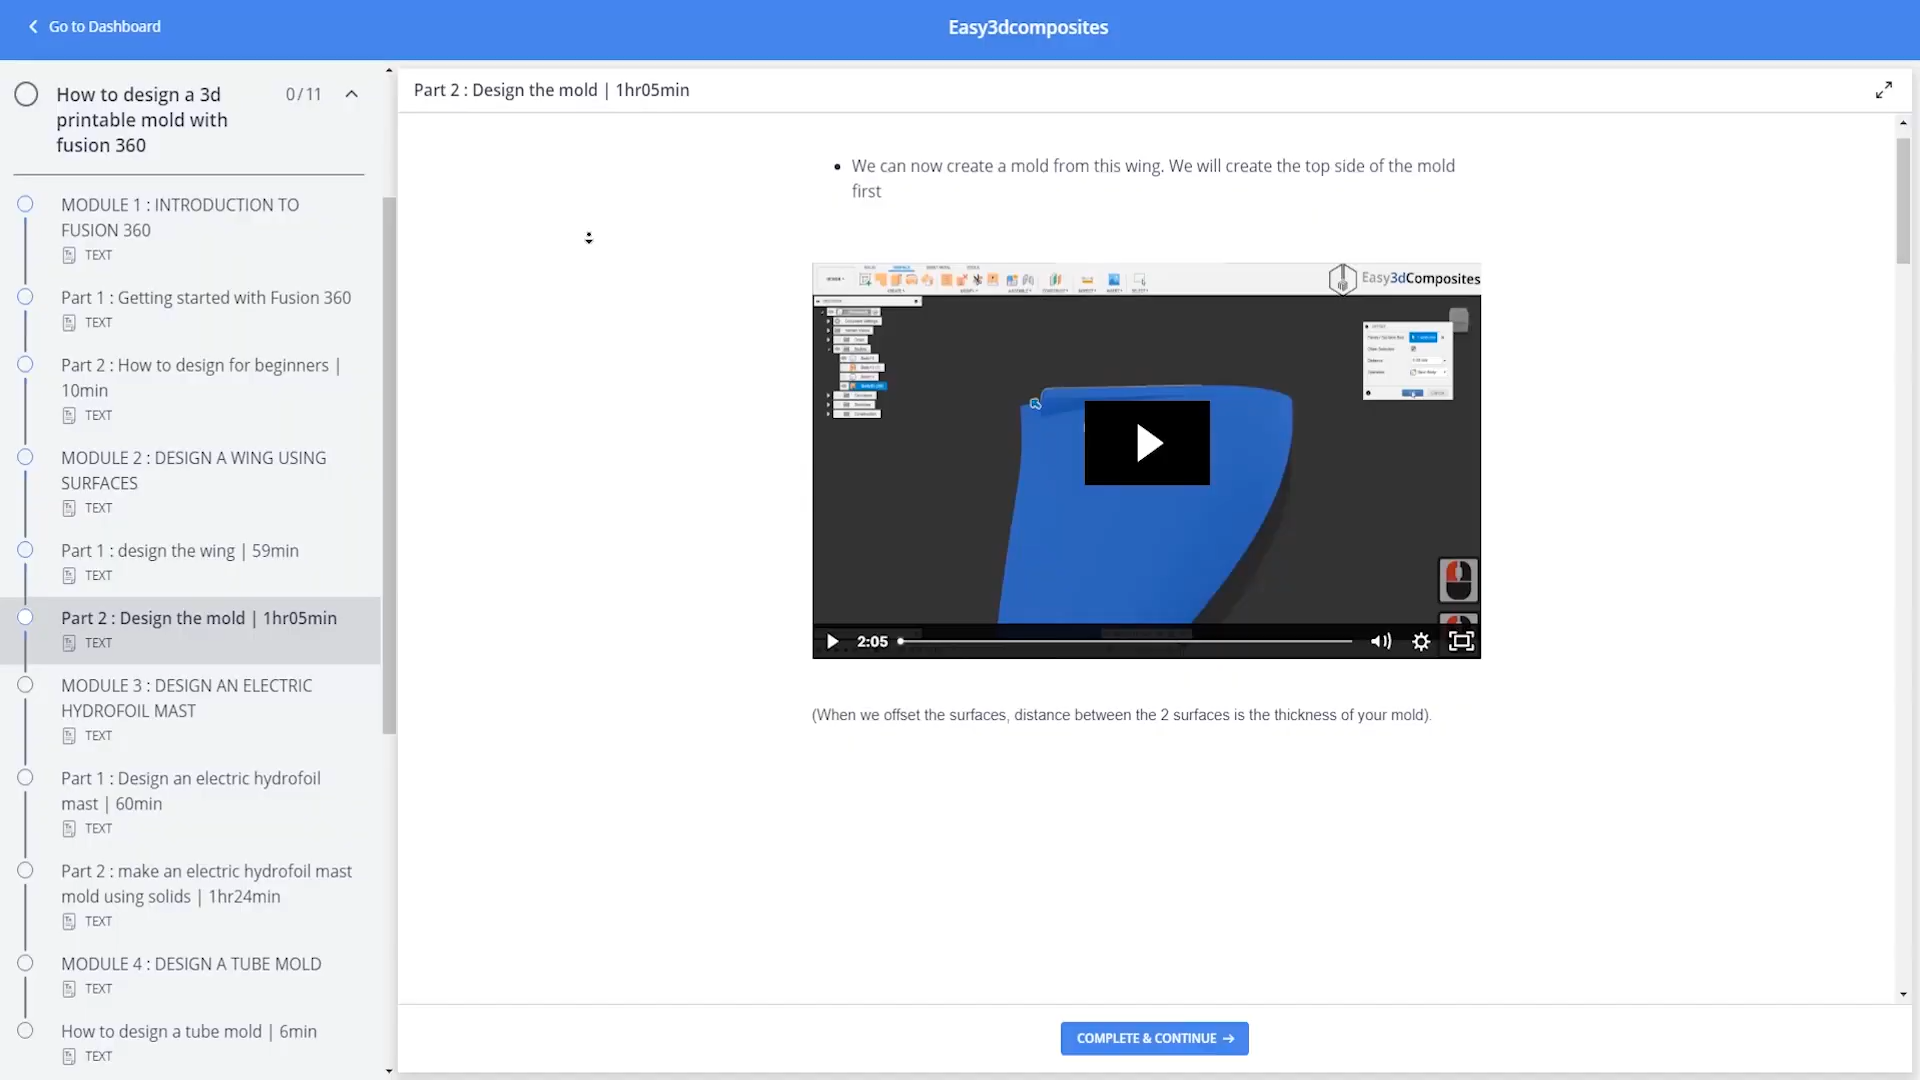 Go to Dashboard
Easy3dcomposites
How to design a 3d
printable mold with
fusion 360
0/11
MODULE 1 : INTRODUCTION TO
FUSION 360
TEXT
Part 1 : Getting started with Fusion 360
TEXT
Part 2 : How to design for beginners |
10min
TEXT
MODULE 2 : DESIGN A WING USING
SURFACES
TEXT
Part 1 : design the wing | 59min
TEXT
Part 2 : Design the mold | 1hr05min
TEXT
MODULE 3 : DESIGN AN ELECTRIC
HYDROFOIL MAST
TEXT
Part 1 : Design an electric hydrofoil
mast | 60min
TEXT
Part 2 : make an electric hydrofoil mast
mold using solids | 1hr24min
TEXT
MODULE 4 : DESIGN A TUBE MOLD
TEXT
How to design a tube mold | 6min
TEXT
Part 2 : Design the mold | 1hr05min
• We can now create a mold from this wing. We will create the top side of the mold
first
Easy3dComposites
2:05
(When we offset the surfaces, distance between the 2 surfaces is the thickness of your mold).
COMPLETE & CONTINUE →